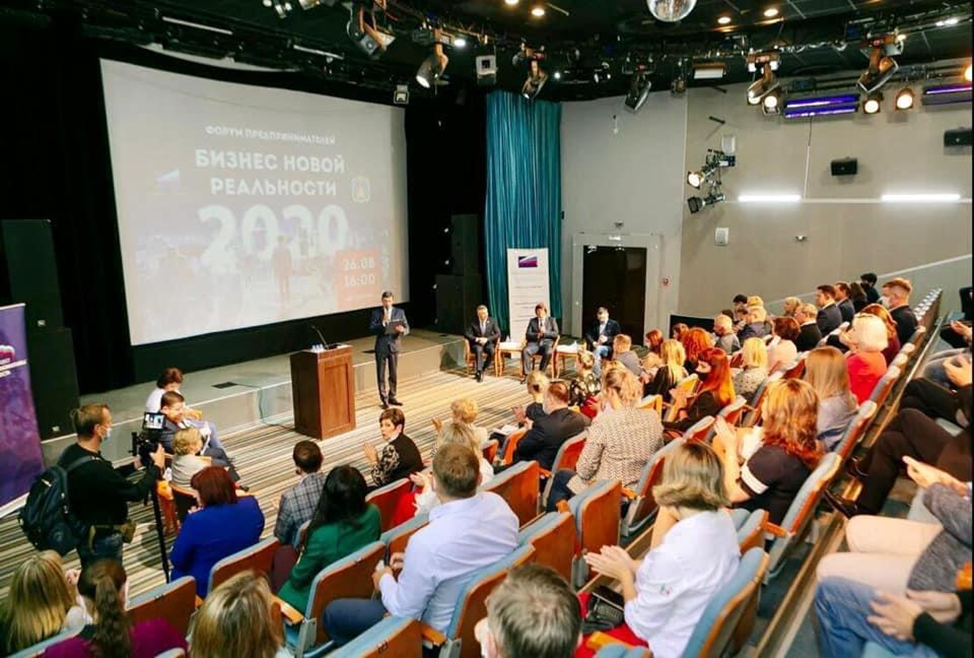 ФОРУМ ПРЕДПРИНИМАТЕЛЕЙ
БИЗНЕС НОВОЙ
РЕАЛЬНОСТИ
2020
26.08
16:00